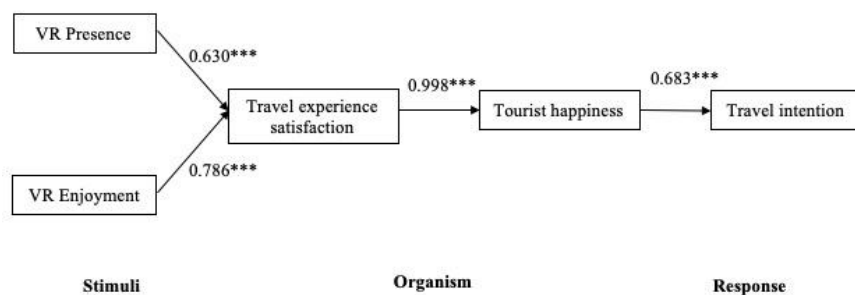 VR Presence
0.630***
Travel experience
satisfaction
0.998***
Tourist happiness
0.683***
Travel intention
0.786***
VR Enjoyment
Stimuli
Organism
Response